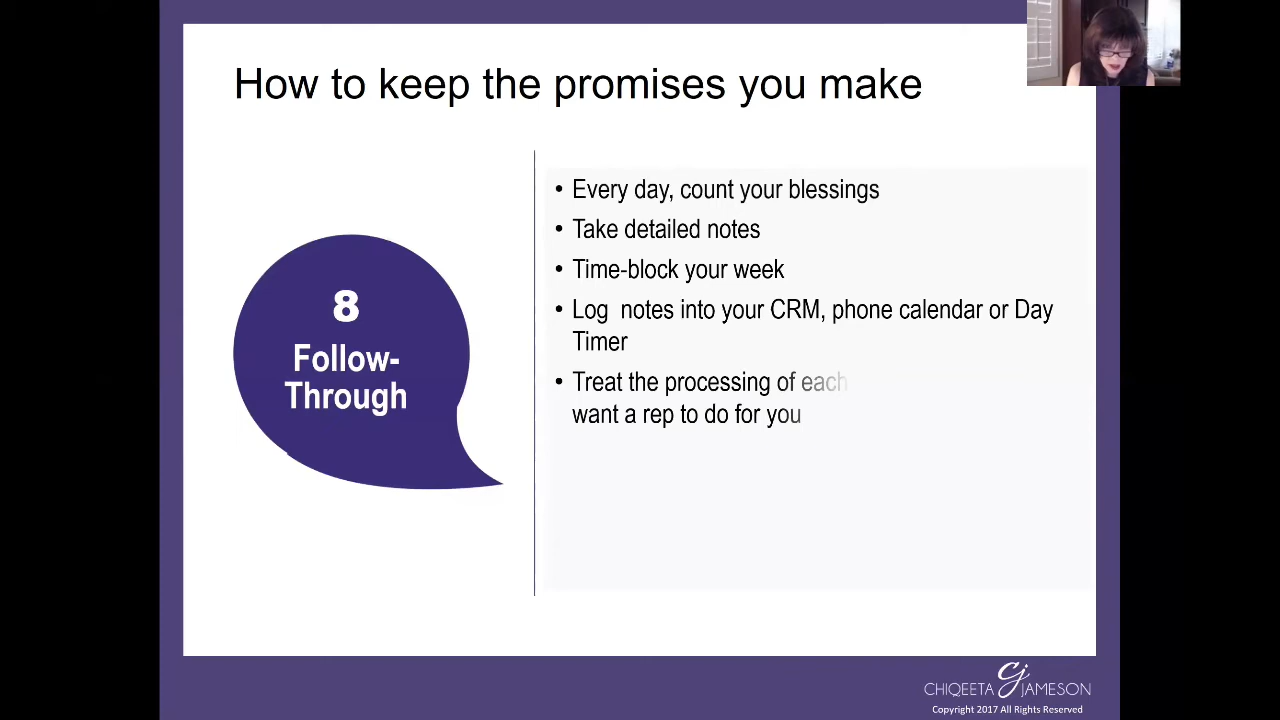 How to keep the promises you make
8
Follow-
Through
• Every day, count your blessings
• Take detailed notes
• Time-block your week
• Log  notes into your CRM, phone calendar or Day
Timer
• Treat the processing of each
want a rep to do for you
CHIQEETA cj JAMESON
Copyright 2017 All Rights Reserved